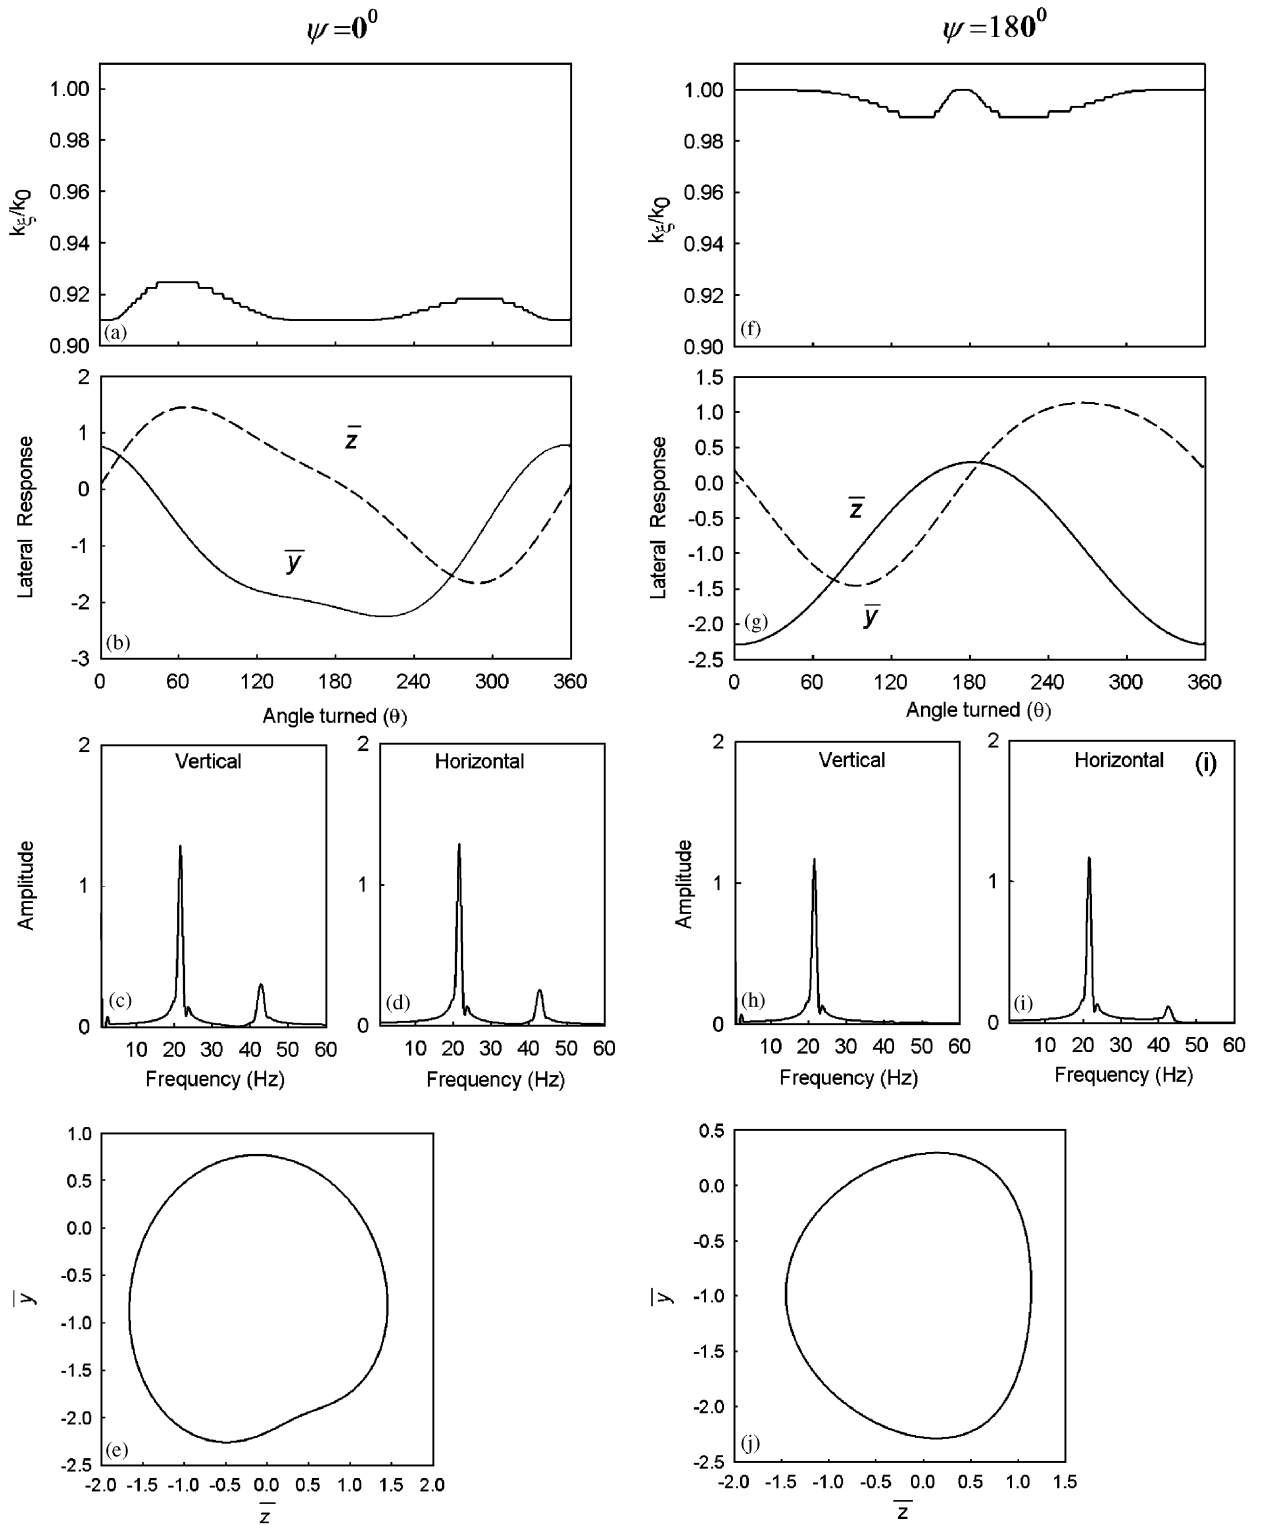 ψ=0⁰
ψ=180⁰
1.00
0.98
0.96
0.94
0.92
0.90
kξ/k0
(a)
1.00
0.98
0.96
0.94
0.92
0.90
kξ/k0
(f)
2
1
0
-1
-2
-3
Lateral Response
z̅
y̅
(b)
0 60 120 180 240 300 360
Angle turned (θ)
1.5
1.0
0.5
0.0
-0.5
-1.0
-1.5
-2.0
-2.5
Lateral Response
z̅
y̅
(g)
0 60 120 180 240 300 360
Angle turned (θ)
2
1
0
Amplitude
Vertical
(c)
10 20 30 40 50 60
Frequency (Hz)
2
1
0
Horizontal
(d)
10 20 30 40 50 60
Frequency (Hz)
2
1
0
Amplitude
Vertical
(h)
10 20 30 40 50 60
Frequency (Hz)
2
1
0
Horizontal (i)
(i)
10 20 30 40 50 60
Frequency (Hz)
1.0
0.5
0.0
-0.5
-1.0
-1.5
-2.0
-2.5
y̅
(e)
-2.0 -1.5 -1.0 -0.5 0.0 0.5 1.0 1.5 2.0
z̅
0.5
0.0
-0.5
-1.0
-1.5
-2.0
-2.5
y̅
(j)
-2.0 -1.5 -1.0 -0.5 0.0 0.5 1.0 1.5
z̅